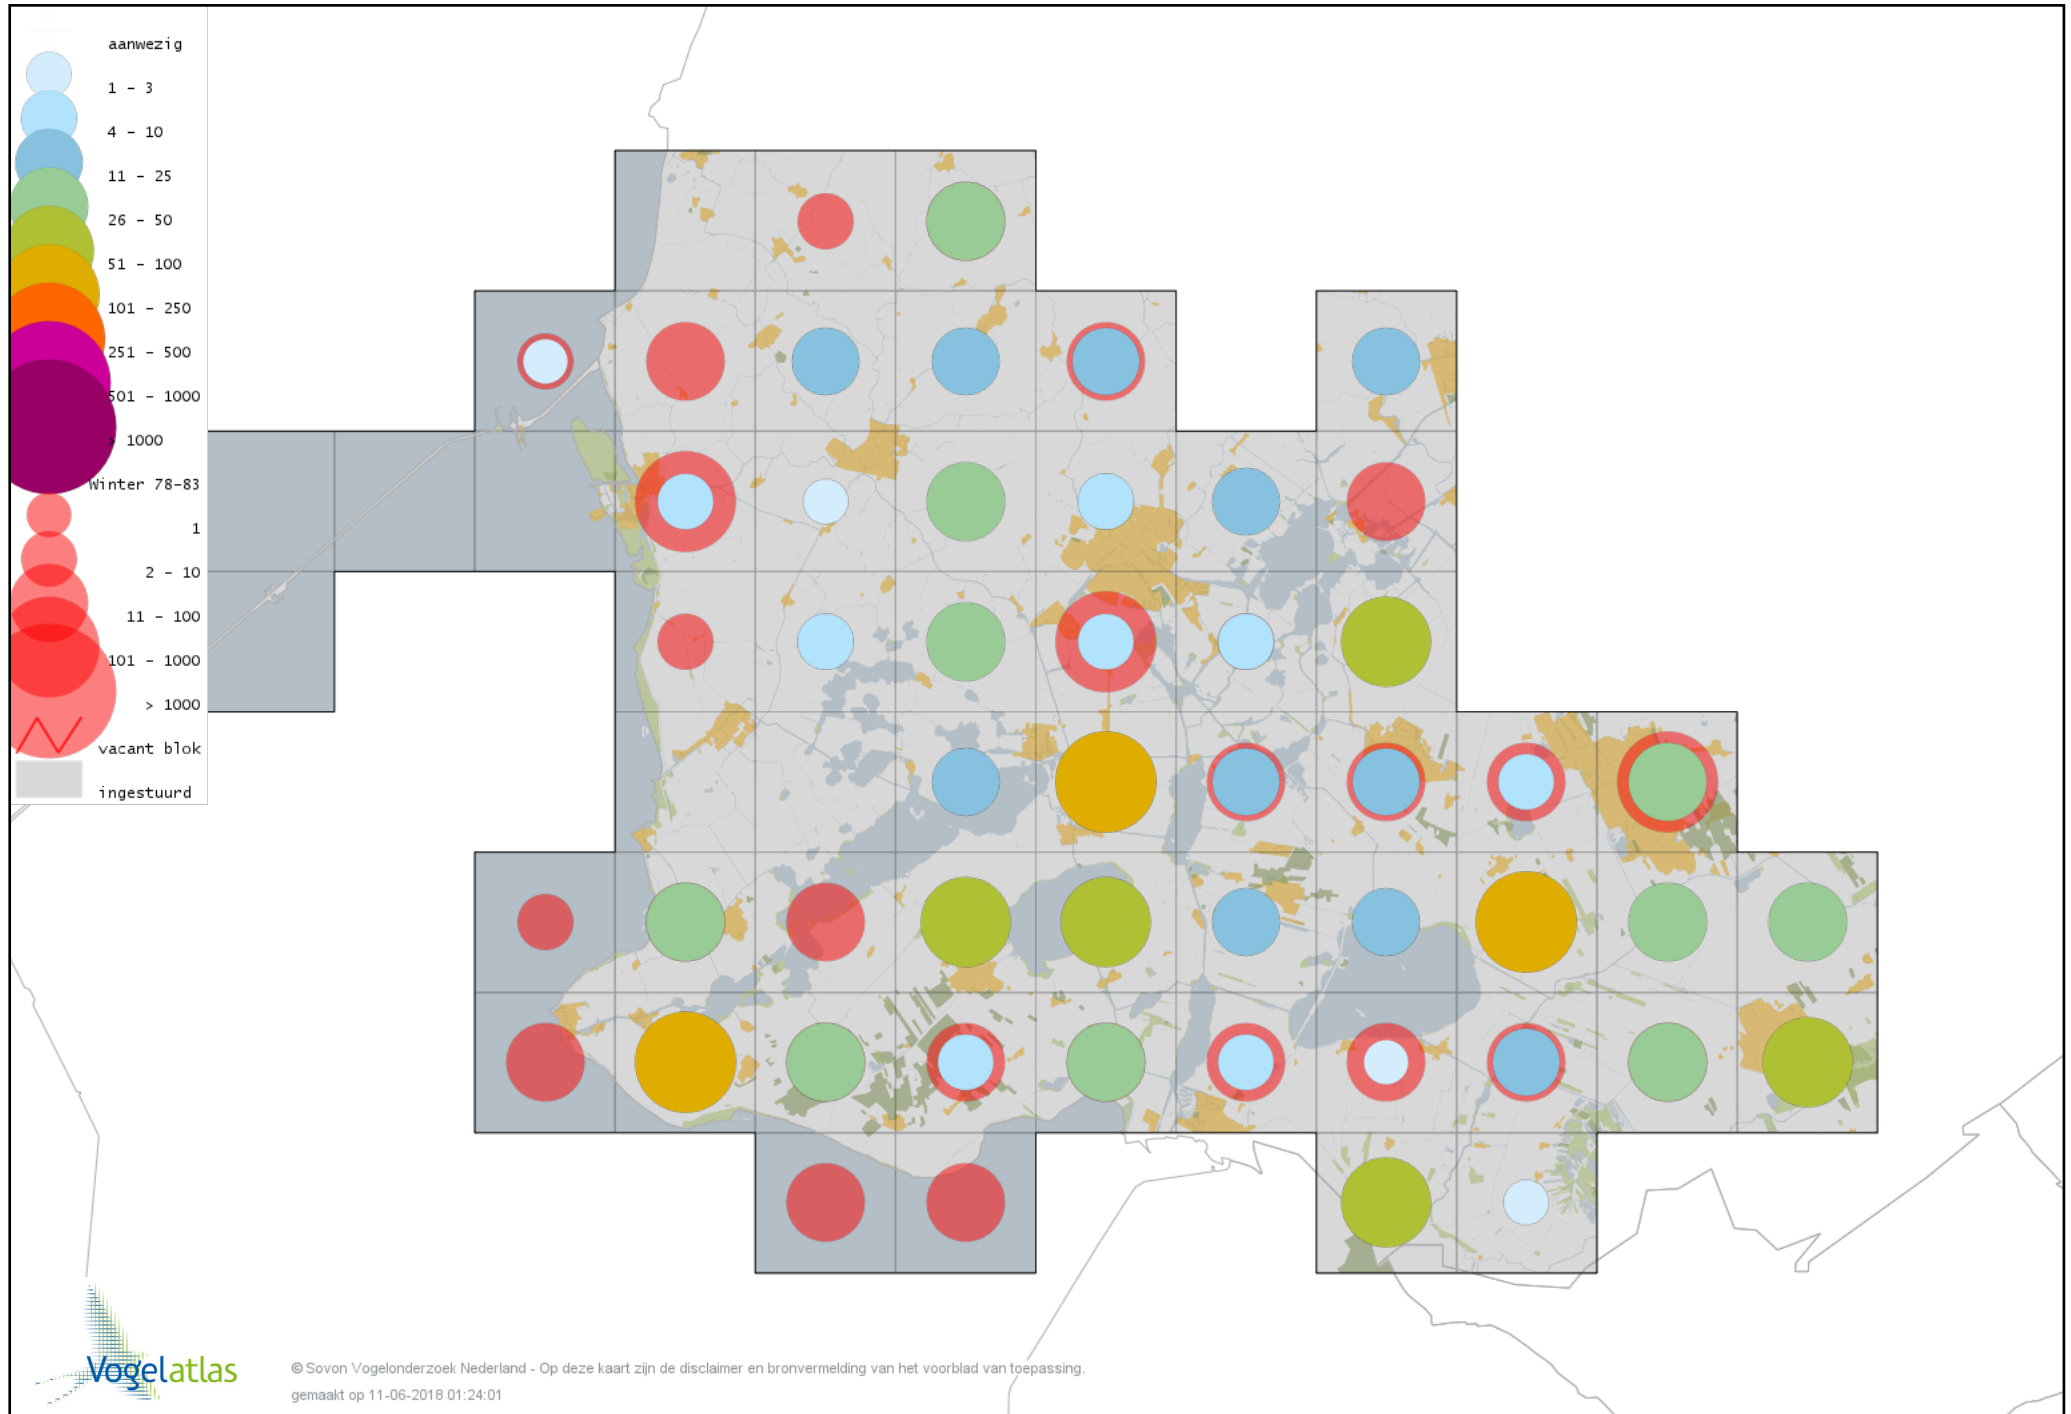 aanwezig
1 - 3
4 - 10
11 - 25
26 - 50
51 - 100
101 - 250
251 - 500
501 - 1000
> 1000
Winter 78-83
1
2 - 10
11 - 100
101 - 1000
> 1000
vacant blok
ingestuurd
Vogelatlas
© Sovon Vogelonderzoek Nederland - Op deze kaart zijn de disclaimer en bronvermelding van het voorblad van toepassing.
gemaakt op 11-06-2018 01:24:01